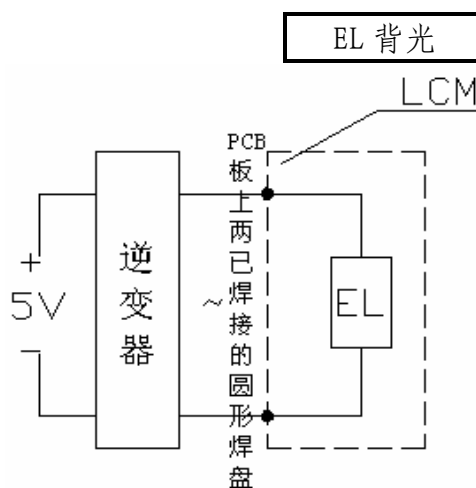 EL 背光
LCM
PCB
板
上
两
已
焊
接
的
圆
形
焊
盘
+
5V
−
逆
变
器
~
EL